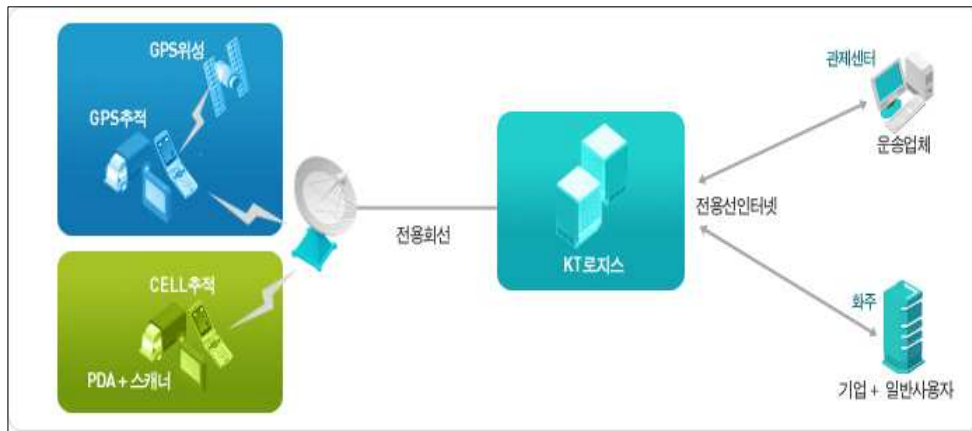 GPS위성
GPS추적
CELL추적
PDA + 스캐너
전용회선
KT로지스
전용선인터넷
관제센터
운송업체
화주
기업 + 일반사용자